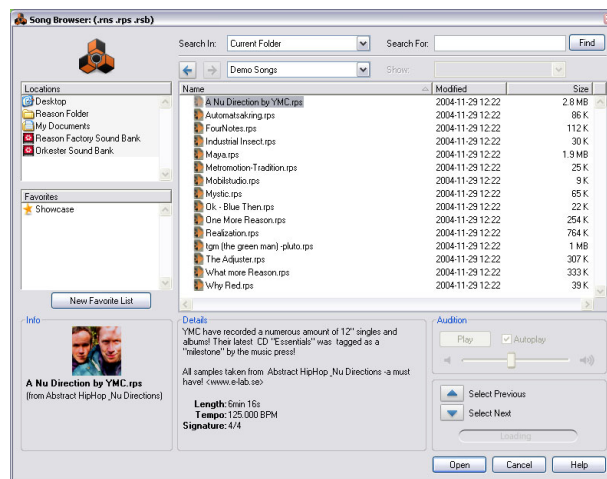 Song Browser: (.rns .rps .rsb)
Search In: Current Folder Search For: Find
Demo Songs Show:
Locations
Desktop
Reason Folder
My Documents
Reason Factory Sound Bank
Orkester Sound Bank
Favorites
Showcase
New Favorite List
Name Modified Size
A Nu Direction by YMC.rps 2004-11-29 12:22 2.8 MB
Automatsakring.rps 2004-11-29 12:22 86 K
FourNotes.rps 2004-11-29 12:22 112 K
Industrial Insect.rps 2004-11-29 12:22 30 K
Maya.rps 2004-11-29 12:22 1.9 MB
Metromotion-Tradition.rps 2004-11-29 12:22 25 K
Mobilstudio.rps 2004-11-29 12:22 9 K
Mystic.rps 2004-11-29 12:22 65 K
Ok - Blue Then.rps 2004-11-29 12:22 22 K
One More Reason.rps 2004-11-29 12:22 254 K
Realization.rps 2004-11-29 12:22 764 K
tgm (the green man) -pluto.rps 2004-11-29 12:22 1 MB
The Adjuster.rps 2004-11-29 12:22 307 K
What more Reason.rps 2004-11-29 12:22 333 K
Why Red.rps 2004-11-29 12:22 39 K
Info
A Nu Direction by YMC.rps
(from Abstract HipHop _Nu Directions)
Details
YMC have recorded a numerous amount of 12" singles and
albums! Their latest CD "Essentials" was tagged as a
"milestone" by the music press!
All samples taken from Abstract HipHop _Nu Directions -a must
have! <www.e-lab.se>
Length: 6min 16s
Tempo: 125.000 BPM
Signature: 4/4
Audition
Play Autoplay
Select Previous
Select Next
Loading
Open Cancel Help